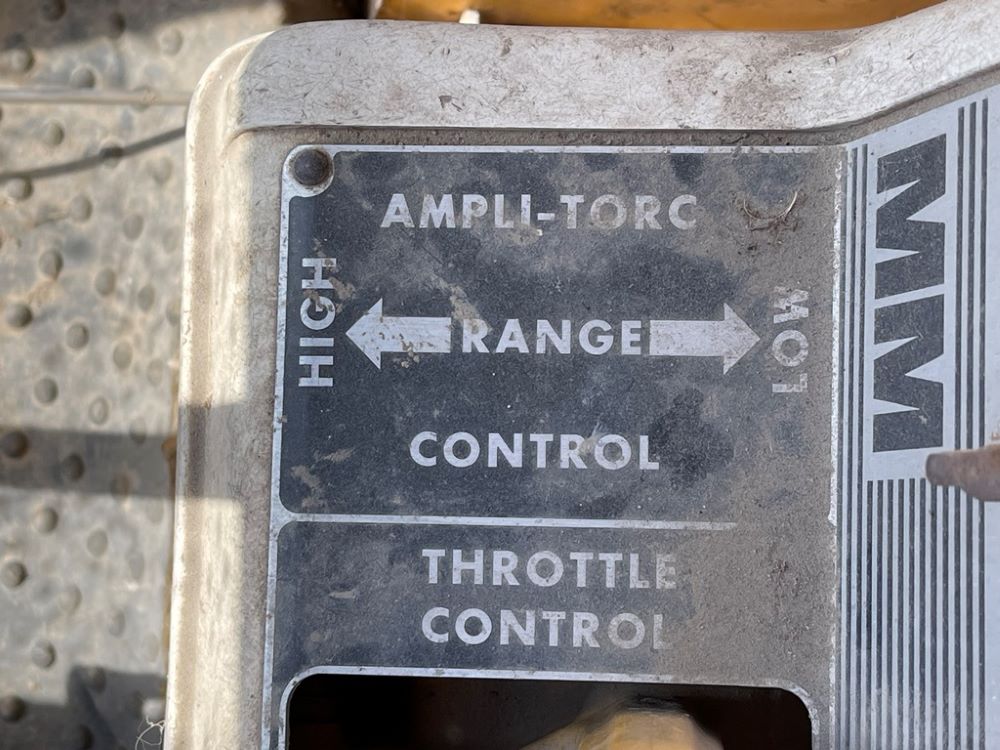 AMPLI-TORC
HIGH RANGE LOW
CONTROL
THROTTLE
CONTROL
MM